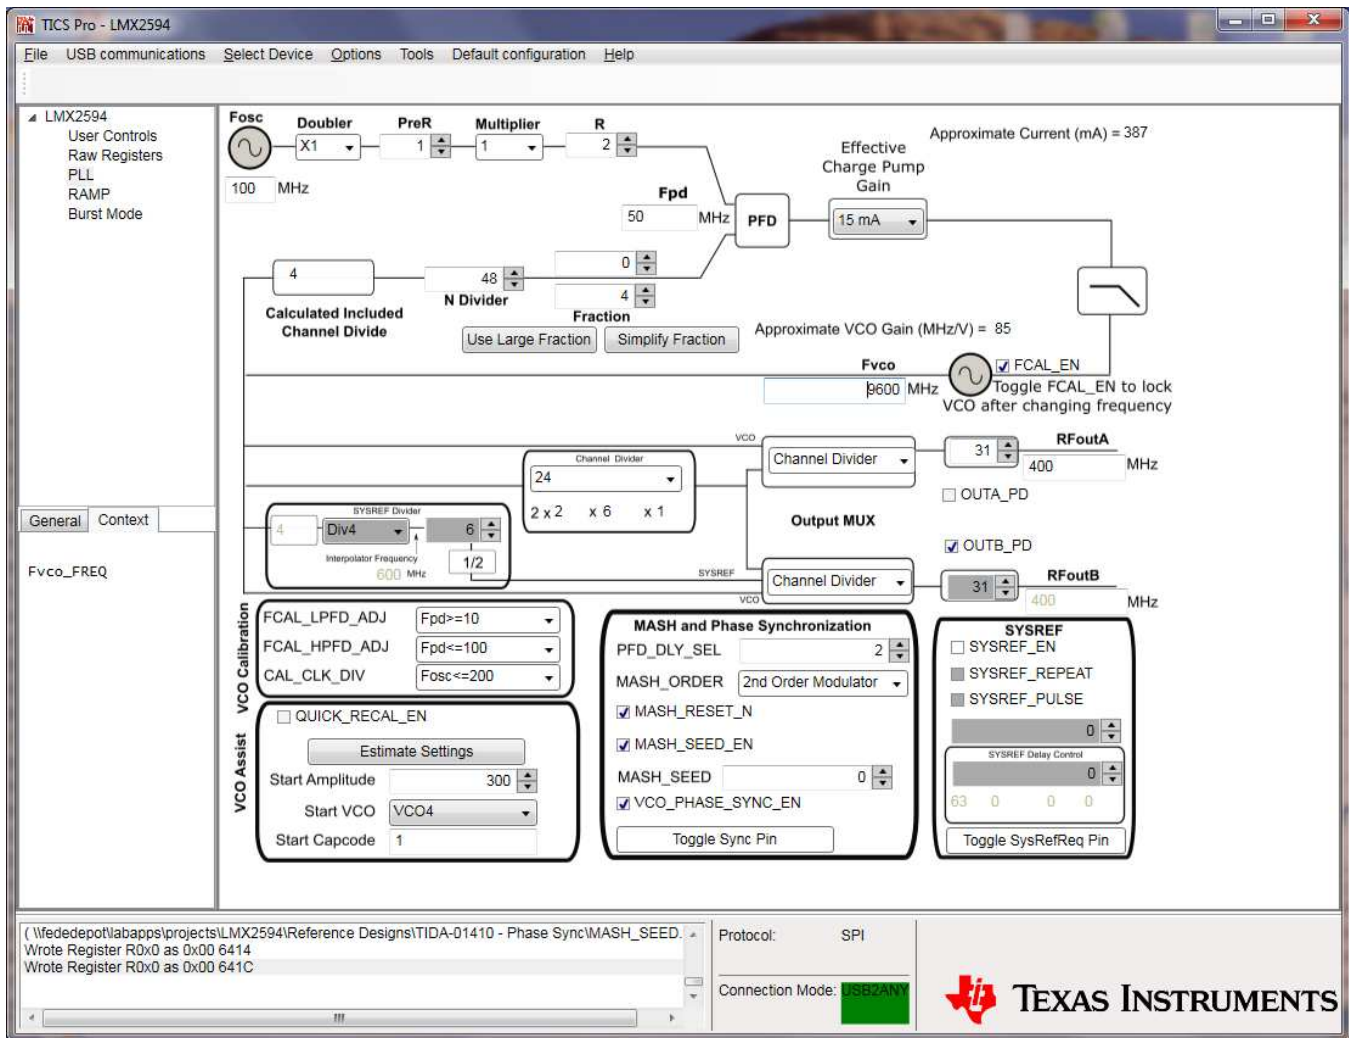 TICS Pro - LMX2594
File USB communications Select Device Options Tools Default configuration Help
LMX2594
User Controls
Raw Registers
PLL
RAMP
Burst Mode
General Context
Fvco_FREQ
Fosc Doubler PreR Multiplier R
X1 1 1 2
100 MHz
Approximate Current (mA) = 387
Effective
Charge Pump
Gain
15 mA
Fpd
50 MHz
PFD
4
Calculated Included
Channel Divide
48
N Divider
0
4
Fraction
Use Large Fraction Simplify Fraction
Approximate VCO Gain (MHz/V) = 85
Fvco
9600 MHz
FCAL_EN
Toggle FCAL_EN to lock
VCO after changing frequency
VCO
Channel Divider
31
RFoutA
400 MHz
OUTA_PD
Channel Divider
24
2 x 2 x 6 x 1
Output MUX
SYSREF Divider
4 Div4 6
Interpolator Frequency
600 MHz
1/2
OUTB_PD
SYSREF
VCO
Channel Divider
31
RFoutB
400 MHz
VCO Calibration
FCAL_LPFD_ADJ Fpd>=10
FCAL_HPFD_ADJ Fpd<=100
CAL_CLK_DIV Fosc<=200
VCO Assist
QUICK_RECAL_EN
Estimate Settings
Start Amplitude 300
Start VCO VCO4
Start Capcode 1
MASH and Phase Synchronization
PFD_DLY_SEL 2
MASH_ORDER 2nd Order Modulator
MASH_RESET_N
MASH_SEED_EN
MASH_SEED 0
VCO_PHASE_SYNC_EN
Toggle Sync Pin
SYSREF
SYSREF_EN
SYSREF_REPEAT
SYSREF_PULSE
0
SYSREF Delay Control
0
63 0 0 0
Toggle SysRefReq Pin
( \\fededepot\labapps\projects\LMX2594\Reference Designs\TIDA-01410 - Phase Sync\MASH_SEED.
Wrote Register R0x0 as 0x00 6414
Wrote Register R0x0 as 0x00 641C
Protocol: SPI
Connection Mode: USB2ANY
TEXAS INSTRUMENTS